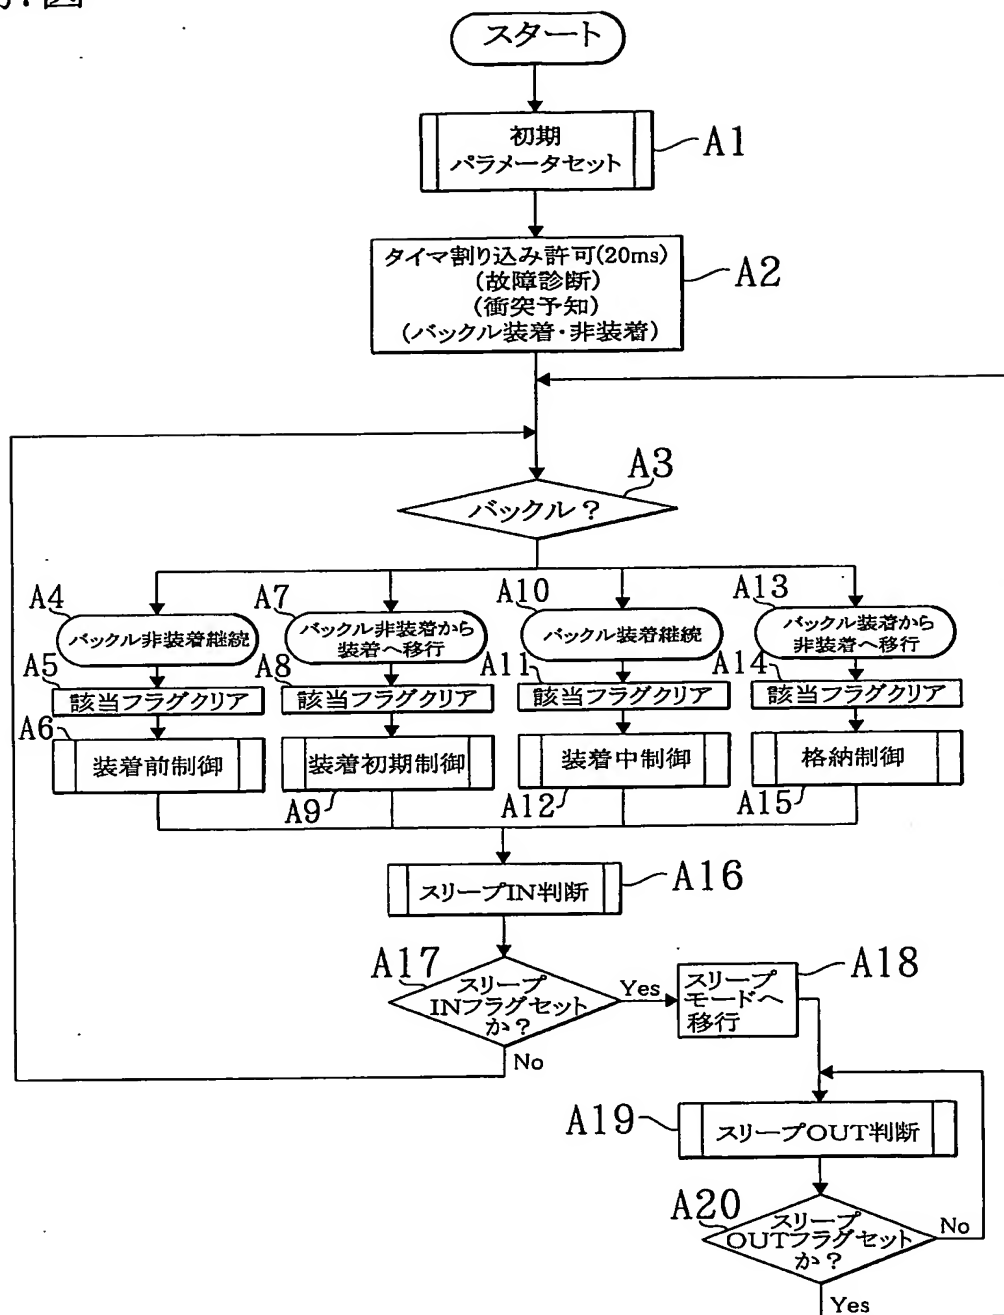 スタート
初期
パラメータセット
A1
タイマ割り込み許可(20ms)
(故障診断)
(衝突予知)
(バックル装着・非装着)
A2
A3
バックル?
A4
バックル非装着継続
A5
該当フラグクリア
A6
装着前制御
A7
バックル非装着から
装着へ移行
A8
該当フラグクリア
装着初期制御
A9
A10
バックル装着継続
A11
該当フラグクリア
装着中制御
A12
A13
バックル装着から
非装着へ移行
A14
該当フラグクリア
格納制御
A15
スリープIN判断
A16
A17
スリープ
INフラグセット
か?
Yes
No
スリープ
モードへ
移行
A18
A19
スリープOUT判断
A20
スリープ
OUTフラグセット
か?
No
Yes